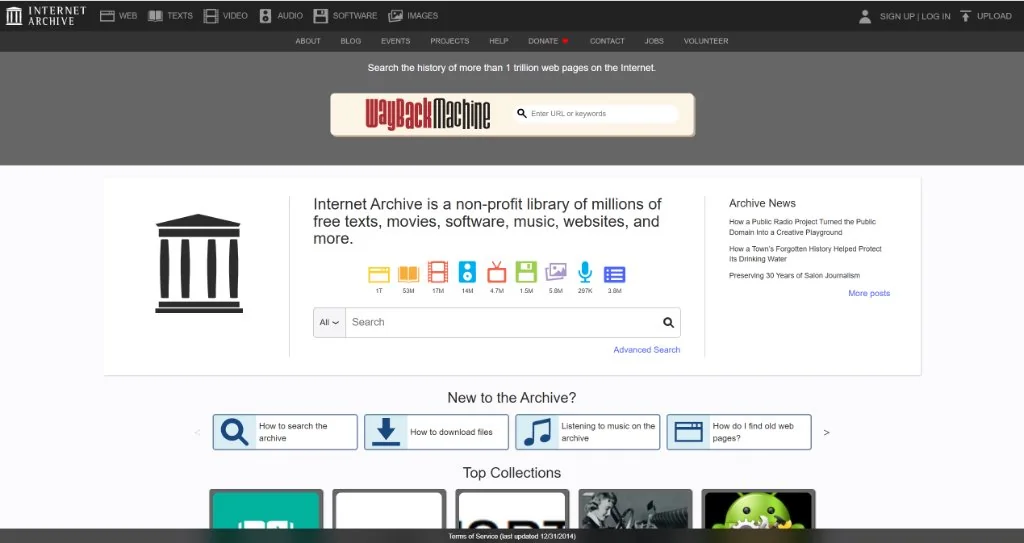 INTERNET
ARCHIVE
WEB
TEXTS
VIDEO
AUDIO
SOFTWARE
IMAGES
SIGN UP | LOG IN
UPLOAD
ABOUT
BLOG
EVENTS
PROJECTS
HELP
DONATE
CONTACT
JOBS
VOLUNTEER
Search the history of more than 1 trillion web pages on the Internet.
WayBackMachine
Enter URL or keywords
Internet Archive is a non-profit library of millions of
free texts, movies, software, music, websites, and
more.
1T
53M
17M
14M
4.7M
1.5M
5.8M
297K
3.8M
All
Search
Advanced Search
Archive News
How a Public Radio Project Turned the Public
Domain Into a Creative Playground
How a Town's Forgotten History Helped Protect
Its Drinking Water
Preserving 30 Years of Salon Journalism
More posts
New to the Archive?
<
How to search the
archive
How to download files
Listening to music on the
archive
How do I find old web
pages?
>
Top Collections
Terms of Service (last updated 12/31/2014)